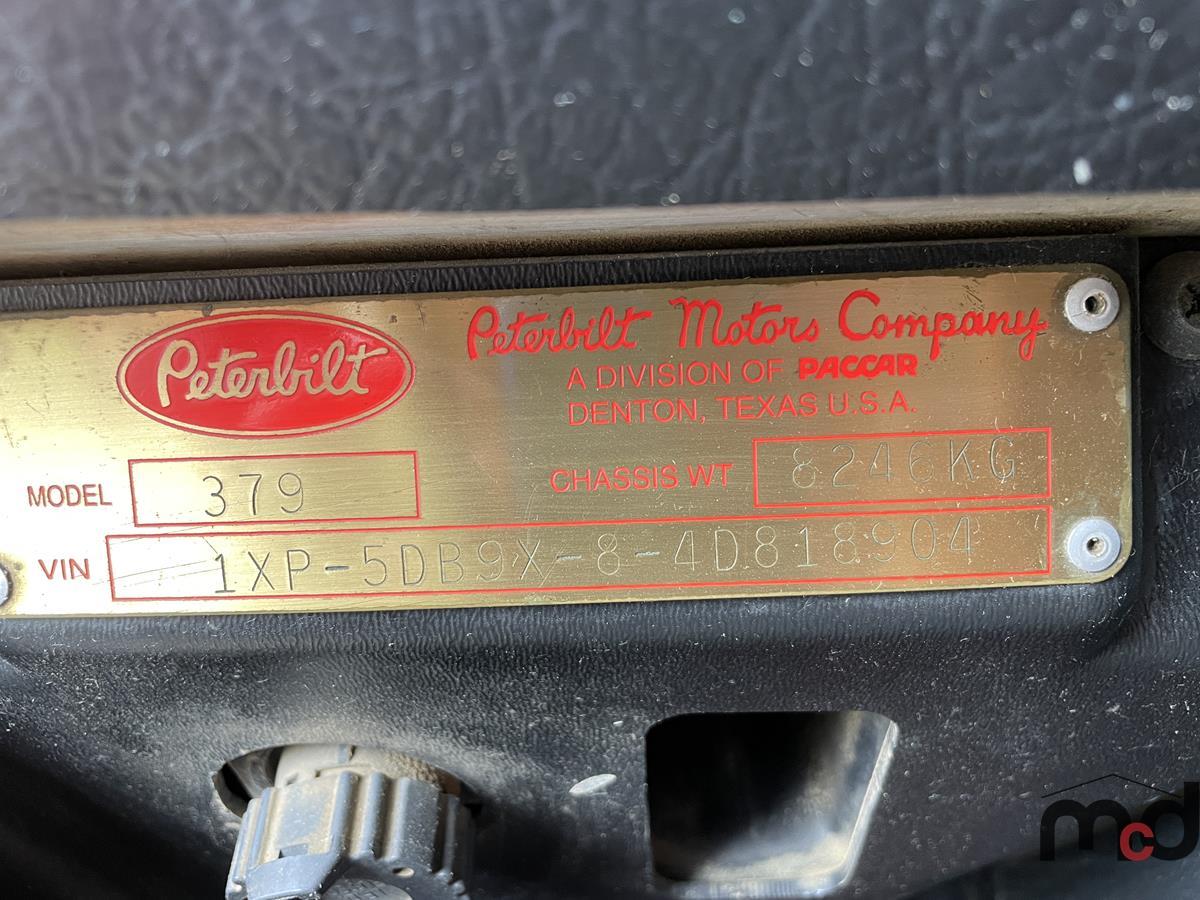 Peterbilt
Peterbilt Motors Company
A DIVISION OF PACCAR
DENTON, TEXAS U.S.A.
MODEL 379
CHASSIS WT 8246KG
VIN 1XP-5DB9X-8-4D818904
mcd